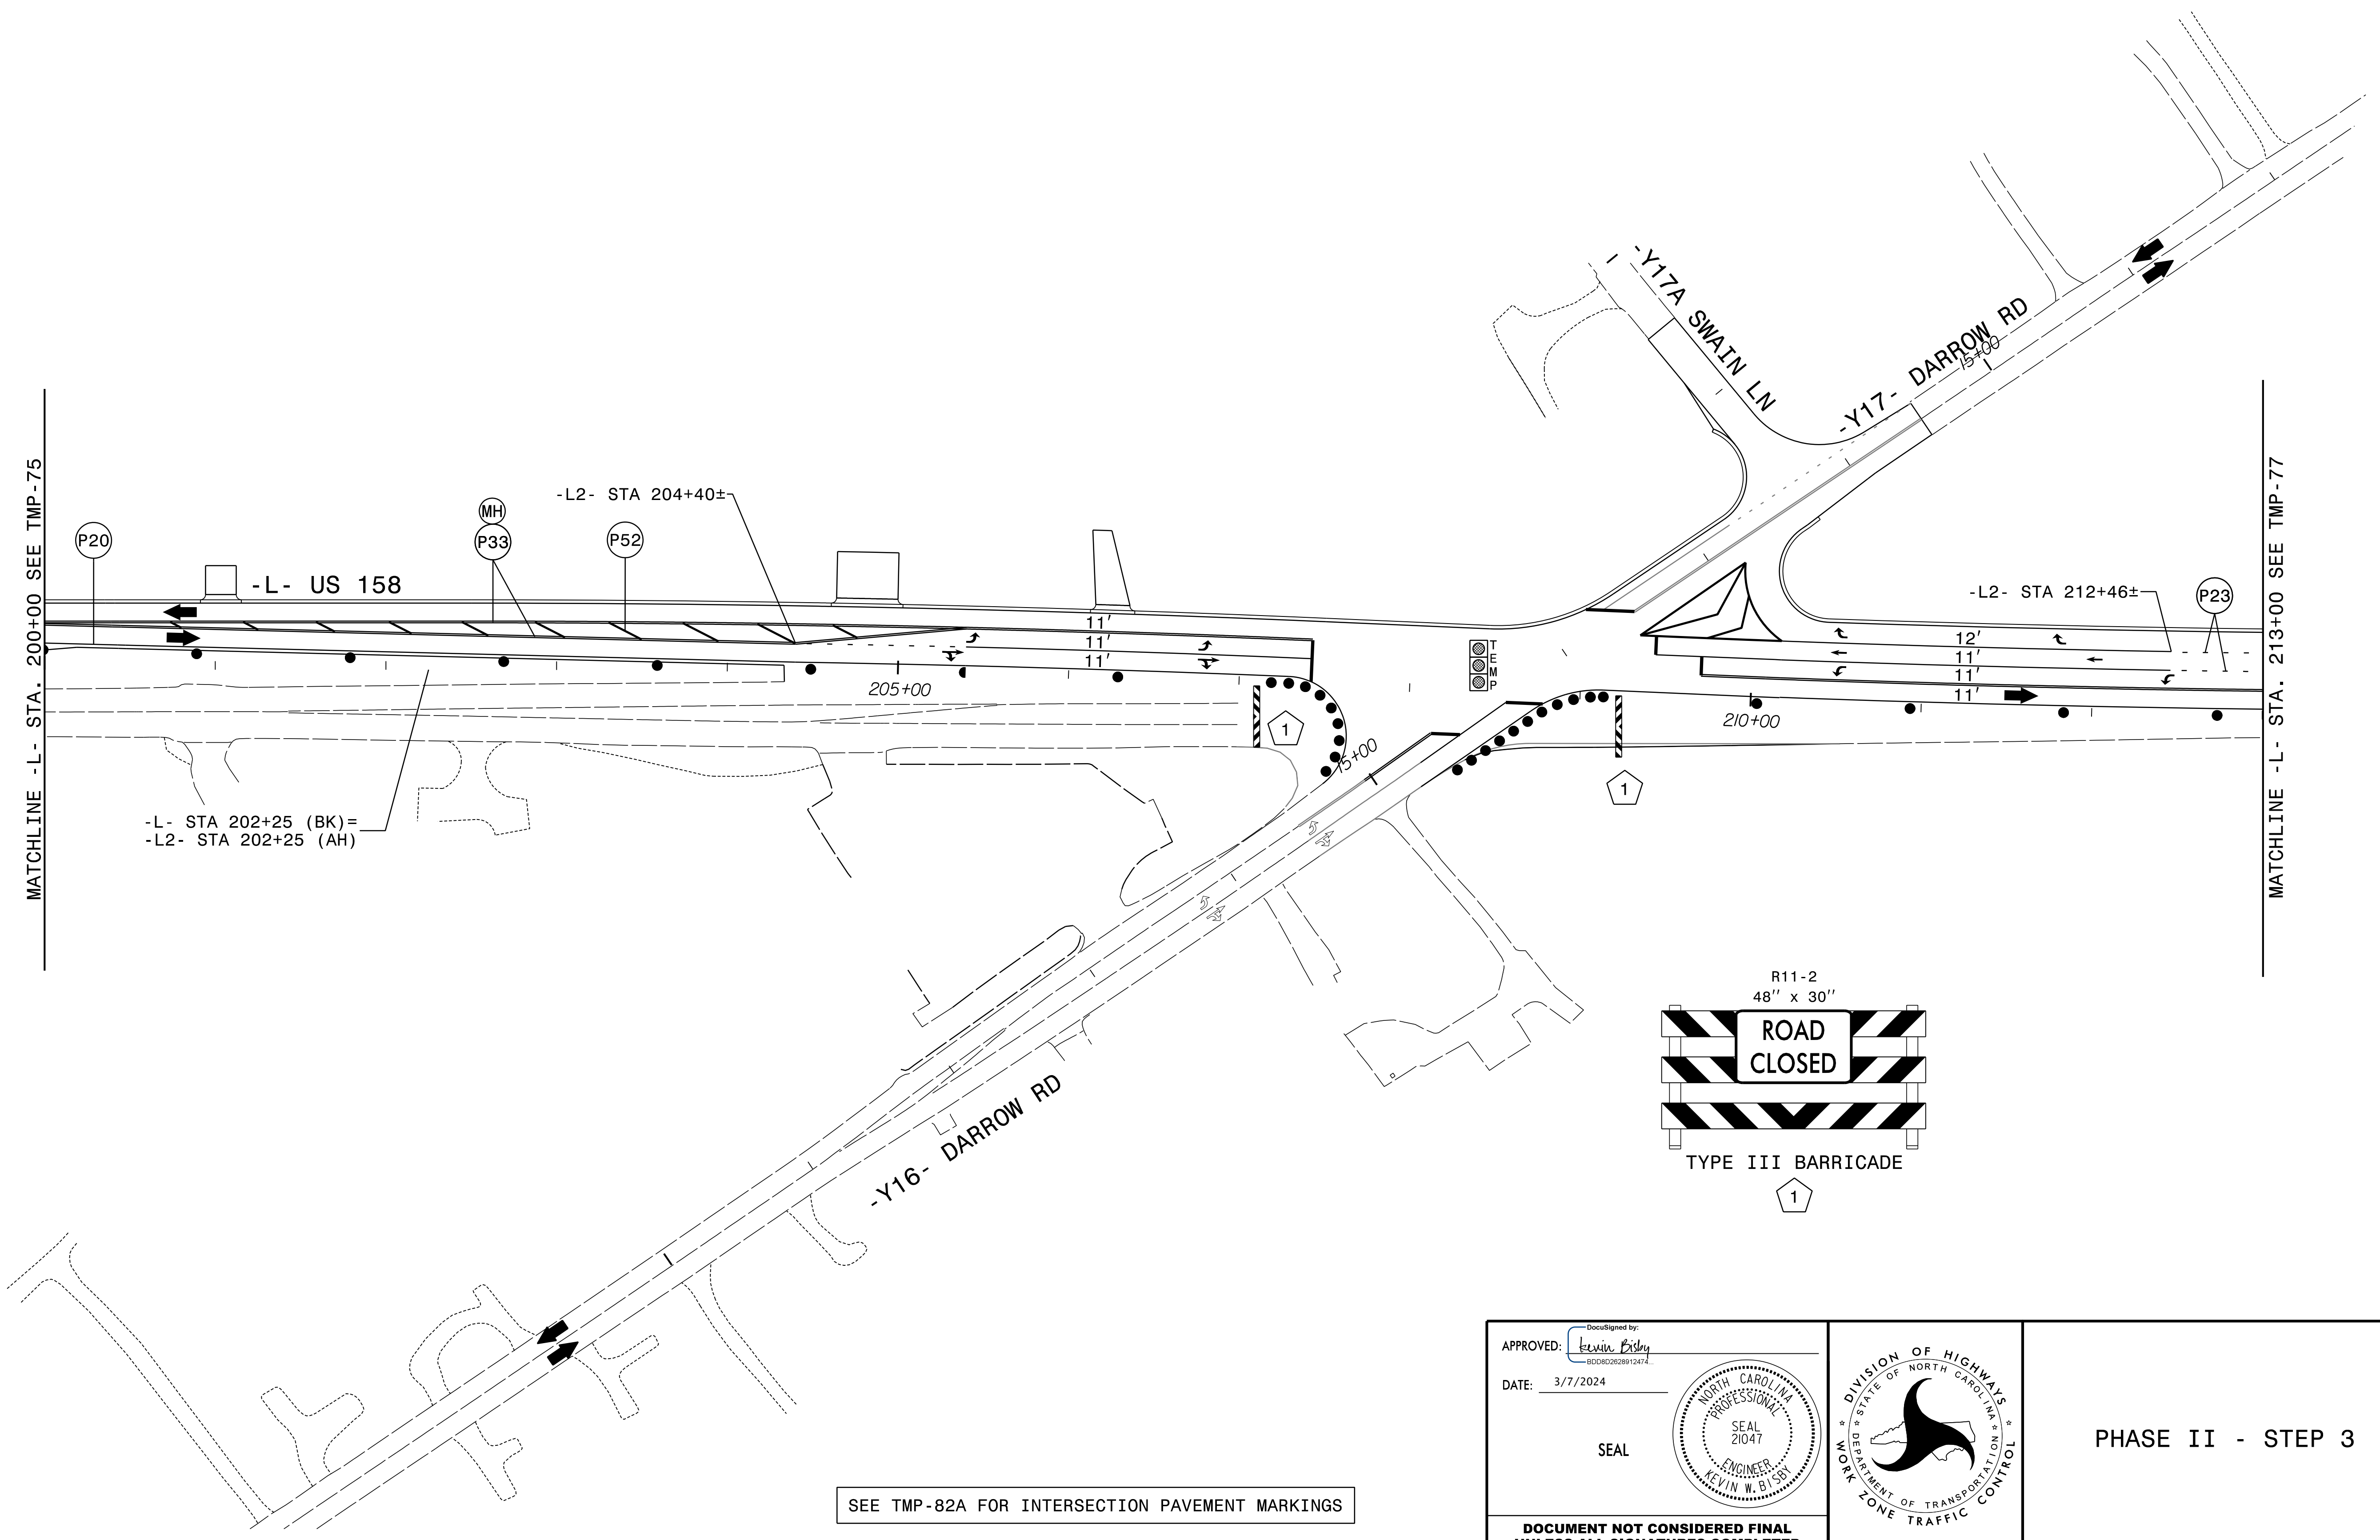 -Y17A SWAIN LN
-Y17- DARROW RD
15+00
MATCHLINE -L- STA. 200+00 SEE TMP-75
P20
MH
P33
P52
-L2- STA 204+40±
-L- US 158
11'
11'
11'
205+00
1
TEMP
-L- STA 202+25 (BK)=
-L2- STA 202+25 (AH)
15+00
1
210+00
-L2- STA 212+46±
P23
12'
11'
11'
11'
MATCHLINE -L- STA. 213+00 SEE TMP-77
-Y16- DARROW RD
R11-2
48" x 30"
ROAD
CLOSED
TYPE III BARRICADE
1
SEE TMP-82A FOR INTERSECTION PAVEMENT MARKINGS
DocuSigned by:
APPROVED: Kevin Bisby
BDD8D2628912474...
DATE: 3/7/2024
SEAL
NORTH CAROLINA
PROFESSIONAL
SEAL
21047
ENGINEER
KEVIN W. BISBY
DOCUMENT NOT CONSIDERED FINAL
UNLESS ALL SIGNATURES COMPLETED
DIVISION OF HIGHWAYS
STATE OF NORTH CAROLINA
DEPARTMENT OF TRANSPORTATION
WORK ZONE TRAFFIC CONTROL
PHASE II - STEP 3